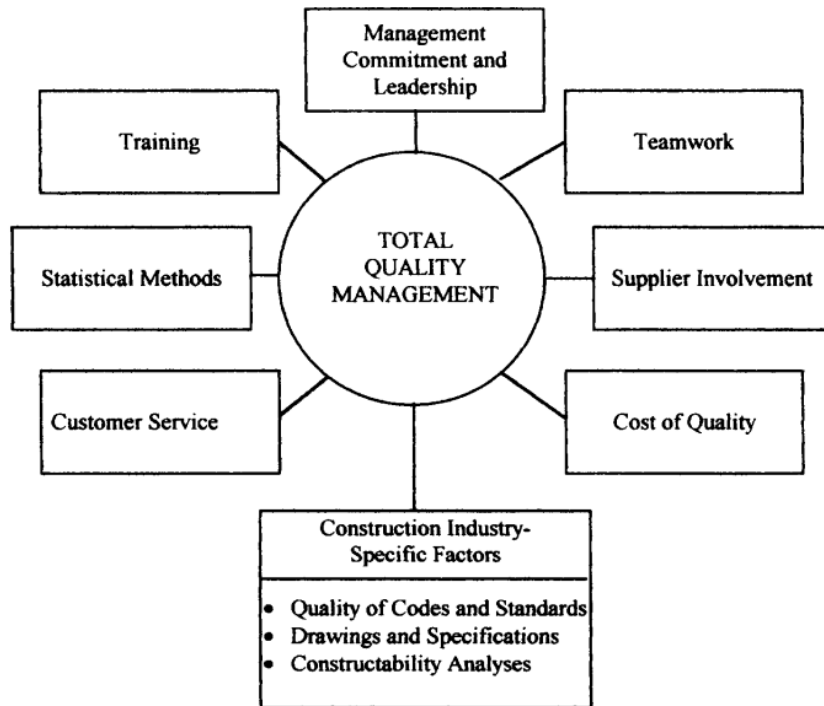 Management
Commitment and
Leadership
Training
Teamwork
TOTAL
QUALITY
MANAGEMENT
Statistical Methods
Supplier Involvement
Customer Service
Cost of Quality
Construction Industry-
Specific Factors
• Quality of Codes and Standards
• Drawings and Specifications
• Constructability Analyses